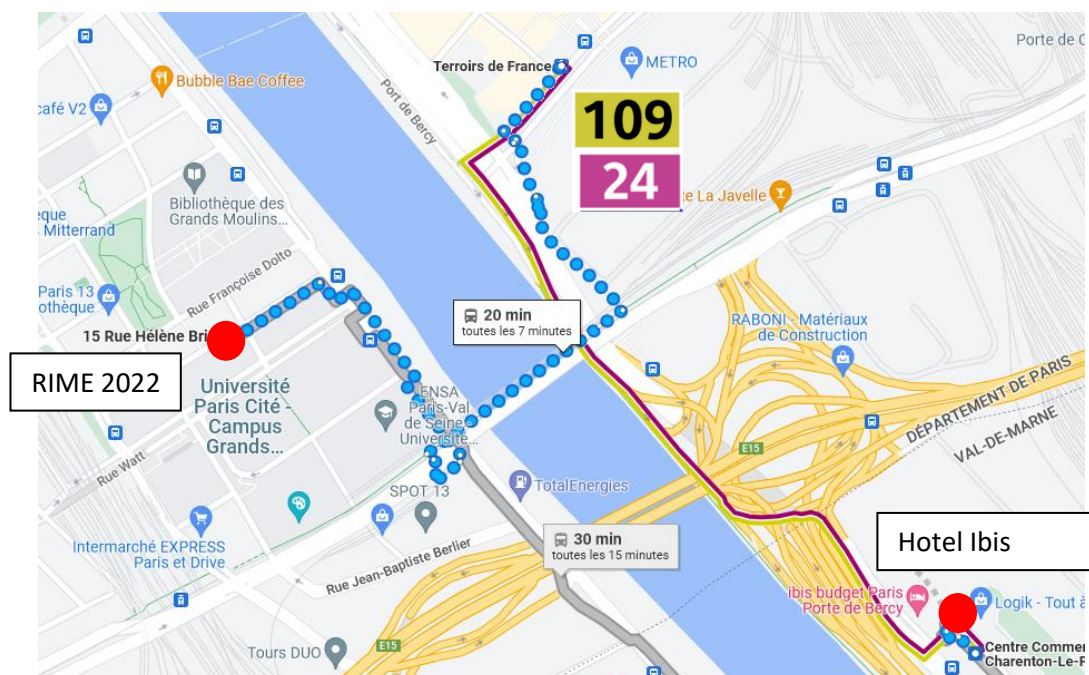 Porte de C
Terroirs de France
METRO
Bubble Bae Coffee
café V2
Port de Bercy
109
24
te La Javelle
Bibliothèque des
Grands Moulins...
eque
s Mitterrand
Rue Françoise Dolto
Paris 13
othèque
20 min
toutes les 7 minutes
15 Rue Hélène Bri
RABONI - Matériaux
de Construction
RIME 2022
Université
Paris Cité -
Campus
Grands...
ENSA
Paris-Val
de Seine
Université...
DÉPARTEMENT DE PARIS
VAL-DE-MARNE
E15
Rue Watt
SPOT 13
TotalEnergies
Intermarché EXPRESS
Paris et Drive
30 min
toutes les 15 minutes
Rue Jean-Baptiste Berlier
Hotel Ibis
ibis budget Paris
Porte de Bercy
Logik - Tout à
E15
Tours DUO
Centre Commer
Charenton-Le-P